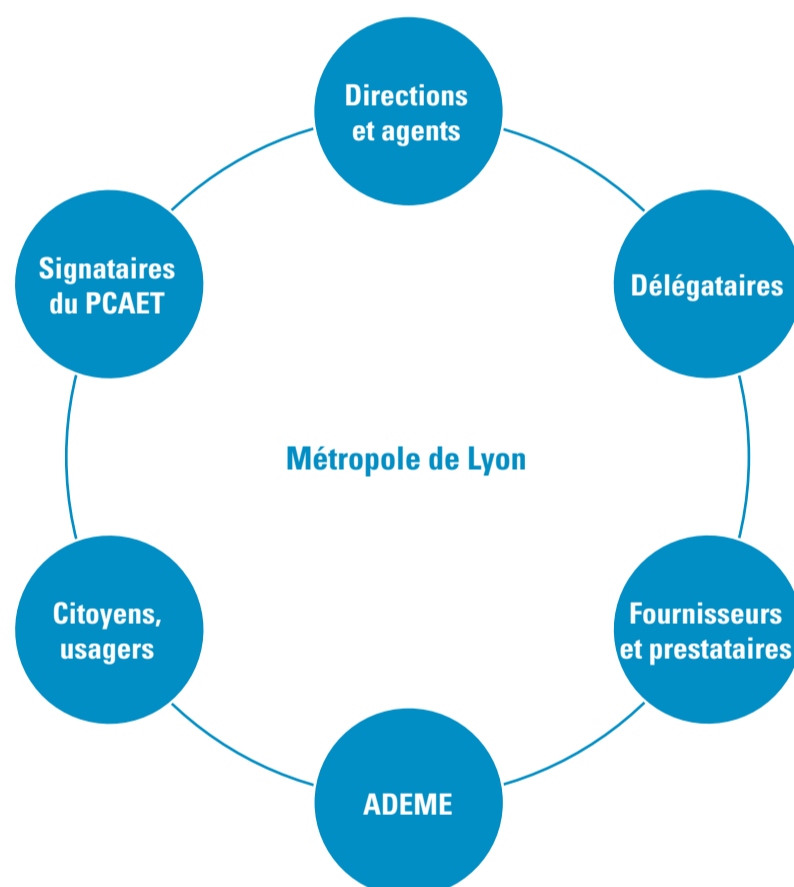 Directions
et agents
Signataires
du PCAET
Délégataires
Métropole de Lyon
Citoyens,
usagers
Fournisseurs
et prestataires
ADEME